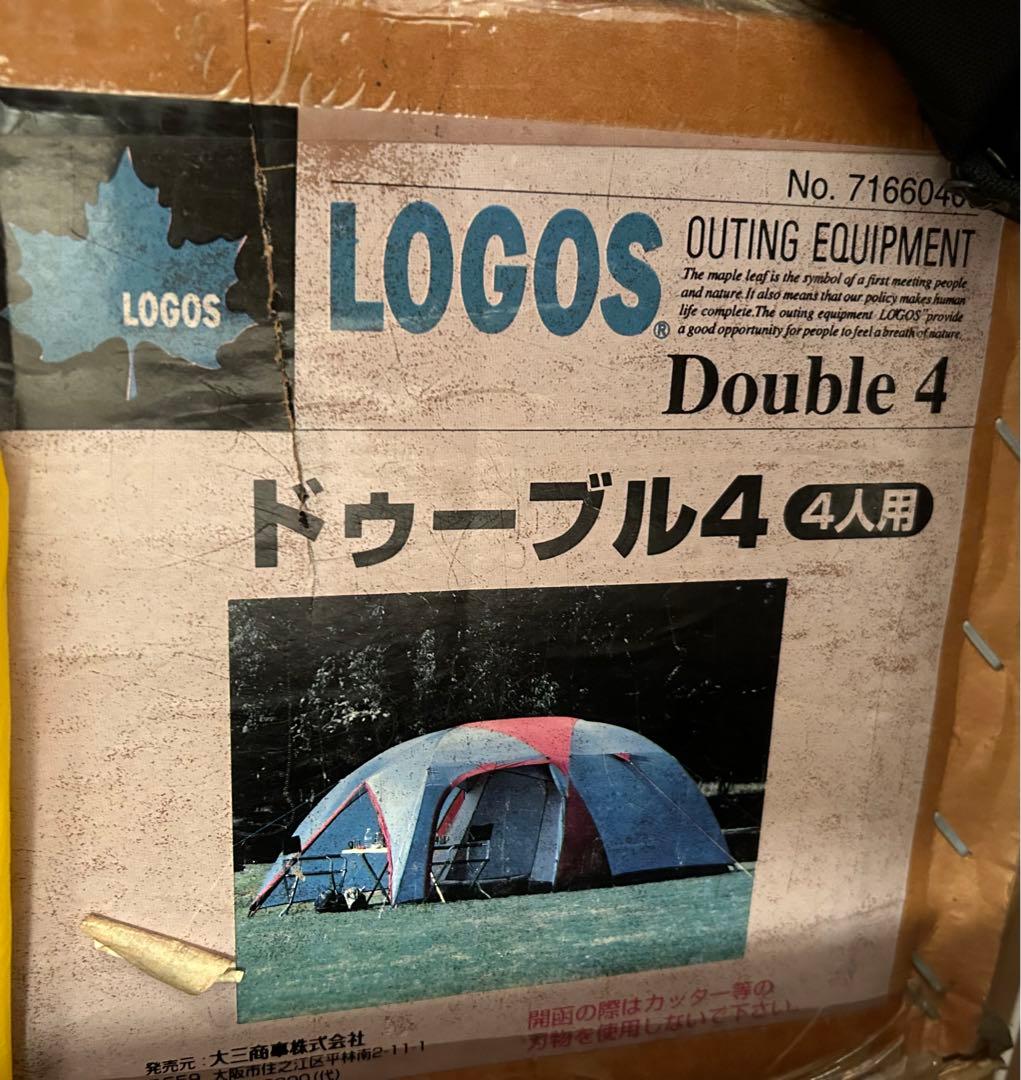 No. 716604
LOGOS
LOGOS®
OUTING EQUIPMENT
The maple leaf is the symbol of a first meeting people
and nature. It also means that our policy makes human
life complete. The outing equipment "LOGOS" provide
a good opportunity for people to feel a breath of nature.
Double 4
ドゥーブル4 4人用
開函の際はカッター等の
刃物を使用しないで下さい。
発売元:大三商事株式会社
大阪市住之江区平林南2-11-1
(代)